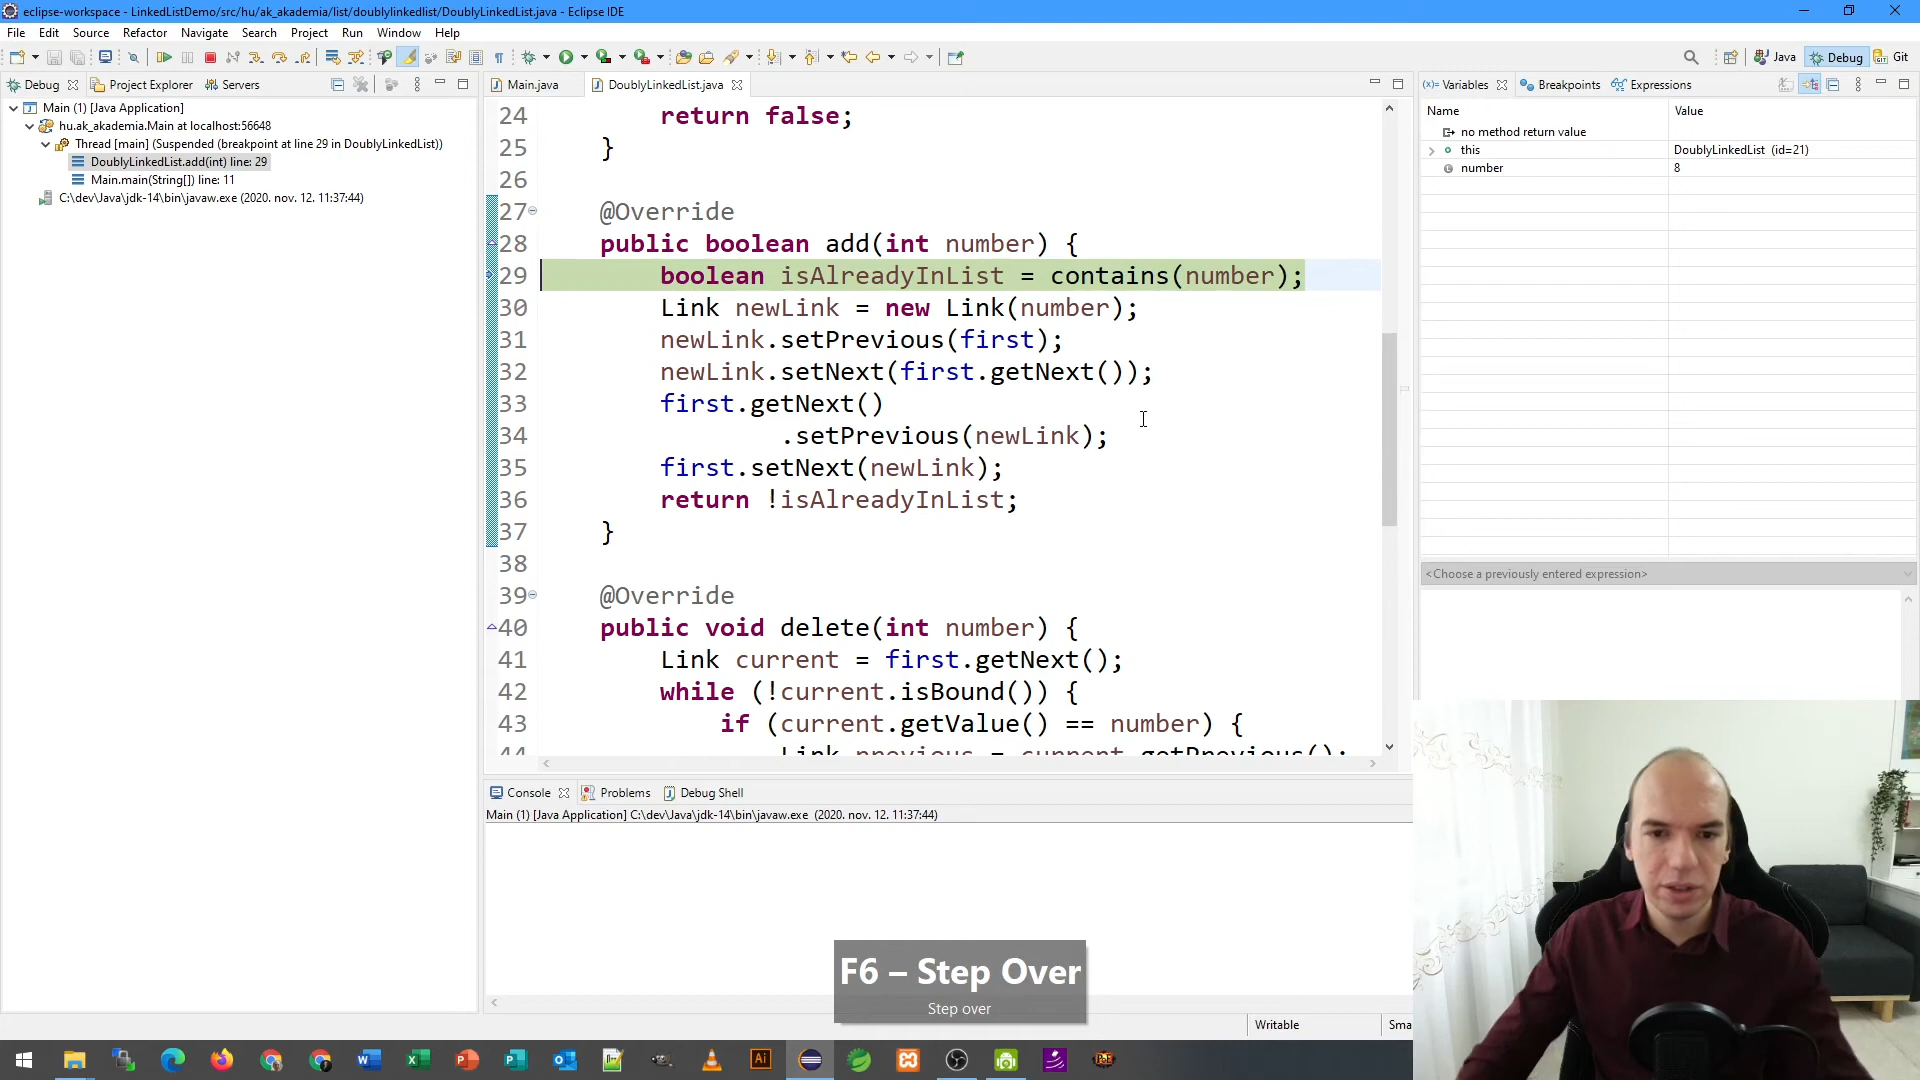 eclipse-workspace - LinkedListDemo/src/hu/ak_akademia/list/doublylinkedlist/DoublyLinkedList.java - Eclipse IDE
File Edit Source Refactor Navigate Search Project Run Window Help
Java Debug Git
Debug Project Explorer Servers
Main (1) [Java Application]
hu.ak_akademia.Main at localhost:56648
Thread [main] (Suspended (breakpoint at line 29 in DoublyLinkedList))
DoublyLinkedList.add(int) line: 29
Main.main(String[]) line: 11
C:\dev\Java\jdk-14\bin\javaw.exe (2020. nov. 12. 11:37:44)
Main.java DoublyLinkedList.java
24 return false;
25 }
26
27 @Override
28 public boolean add(int number) {
29 boolean isAlreadyInList = contains(number);
30 Link newLink = new Link(number);
31 newLink.setPrevious(first);
32 newLink.setNext(first.getNext());
33 first.getNext()
34 .setPrevious(newLink);
35 first.setNext(newLink);
36 return !isAlreadyInList;
37 }
38
39 @Override
40 public void delete(int number) {
41 Link current = first.getNext();
42 while (!current.isBound()) {
43 if (current.getValue() == number) {
44 Link previous = current.getPrevious();
(x)= Variables Breakpoints Expressions
Name Value
no method return value
this DoublyLinkedList (id=21)
number 8
<Choose a previously entered expression>
Console Problems Debug Shell
Main (1) [Java Application] C:\dev\Java\jdk-14\bin\javaw.exe (2020. nov. 12. 11:37:44)
F6 – Step Over
Step over
Writable Sma